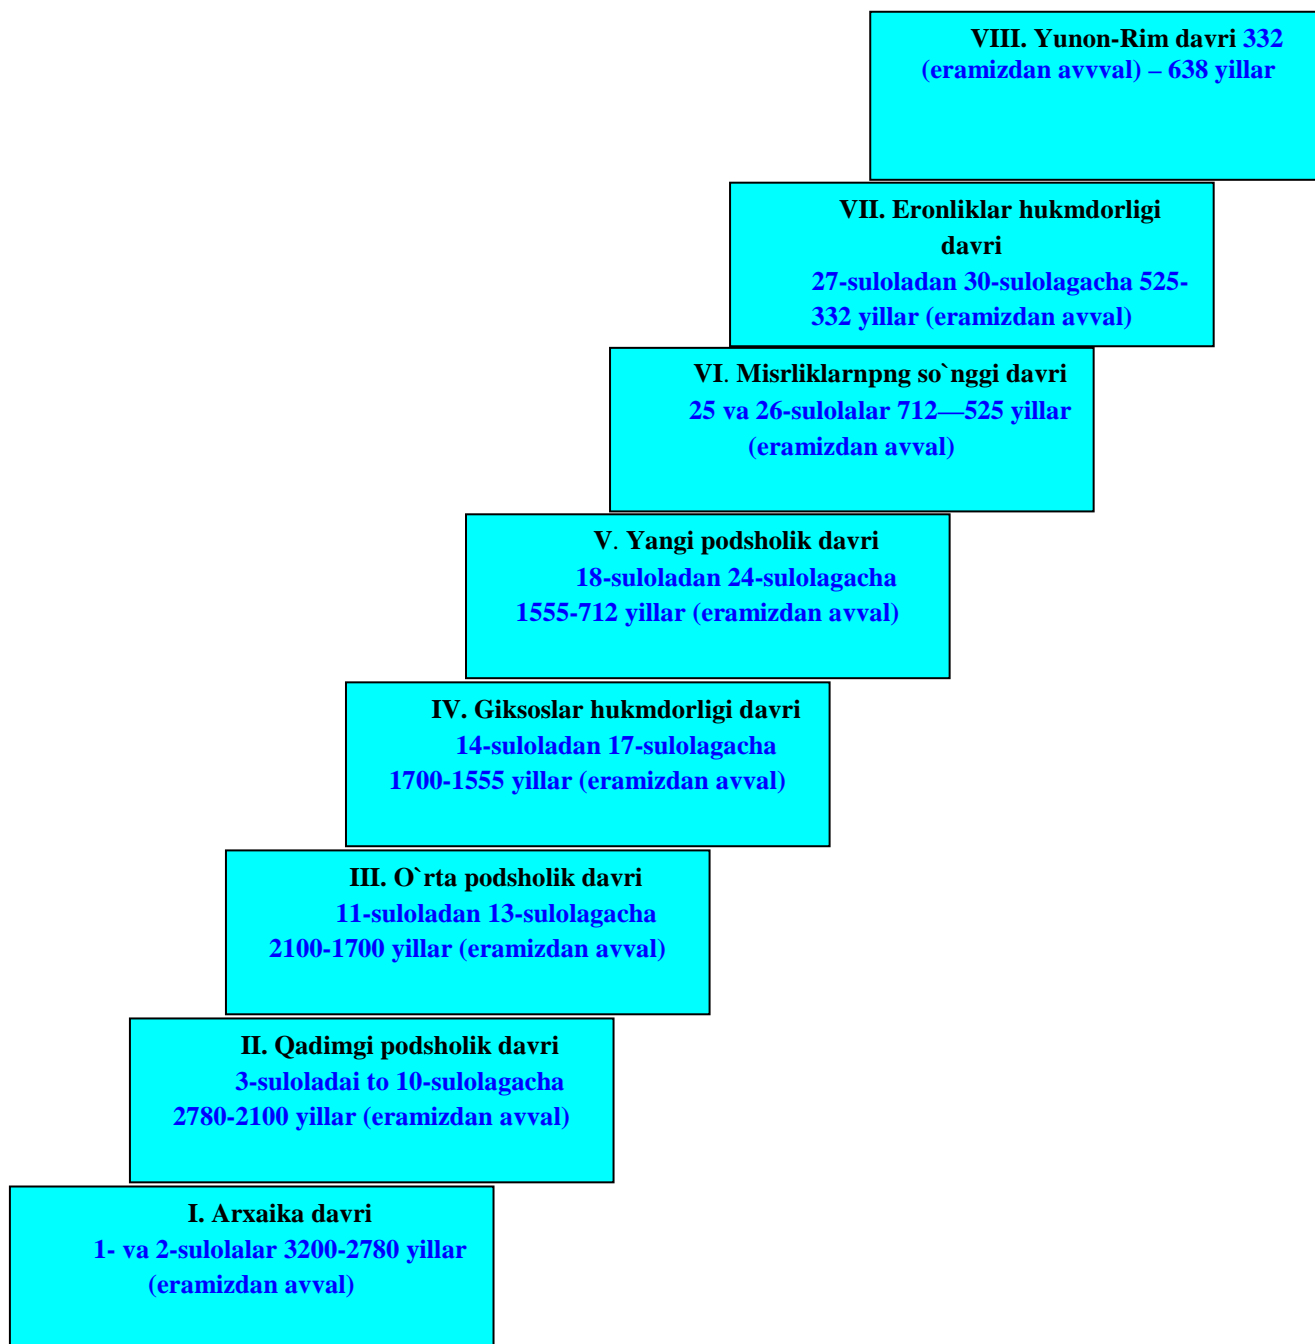 VIII. Yunon-Rim davri 332
(eramizdan avvval) – 638 yillar
VII. Eronliklar hukmdorligi
davri
27-suloladan 30-sulolagacha 525-
332 yillar (eramizdan avval)
VI. Misrliklarnpng so`nggi davri
25 va 26-sulolalar 712—525 yillar
(eramizdan avval)
V. Yangi podsholik davri
18-suloladan 24-sulolagacha
1555-712 yillar (eramizdan avval)
IV. Giksoslar hukmdorligi davri
14-suloladan 17-sulolagacha
1700-1555 yillar (eramizdan avval)
III. O`rta podsholik davri
11-suloladan 13-sulolagacha
2100-1700 yillar (eramizdan avval)
II. Qadimgi podsholik davri
3-suloladai to 10-sulolagacha
2780-2100 yillar (eramizdan avval)
I. Arxaika davri
1- va 2-sulolalar 3200-2780 yillar
(eramizdan avval)